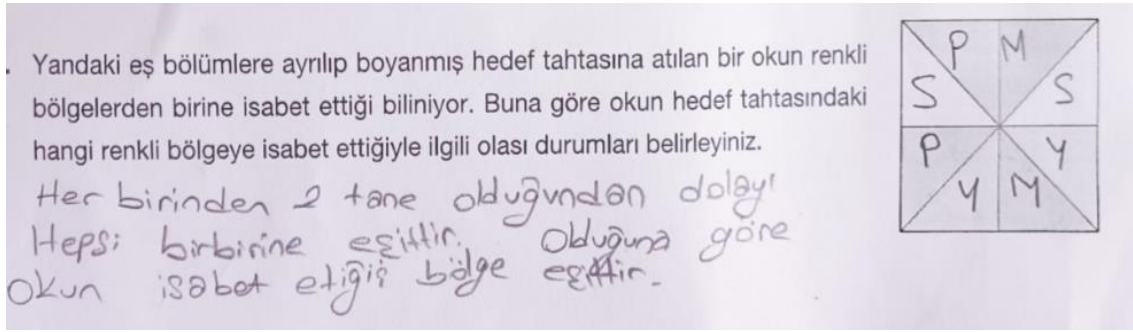 Yandaki eş bölümlere ayrılıp boyanmış hedef tahtasına atılan bir okun renkli
bölgelerden birine isabet ettiği biliniyor. Buna göre okun hedef tahtasındaki
hangi renkli bölgeye isabet ettiğiyle ilgili olası durumları belirleyiniz.
Her birinden 2 tane olduğundan dolayı
Hepsi birbirine eşittir. Olduğuna göre
Okun isabet etiğiş bölge eşittir.
P M
S S
P Y
Y M